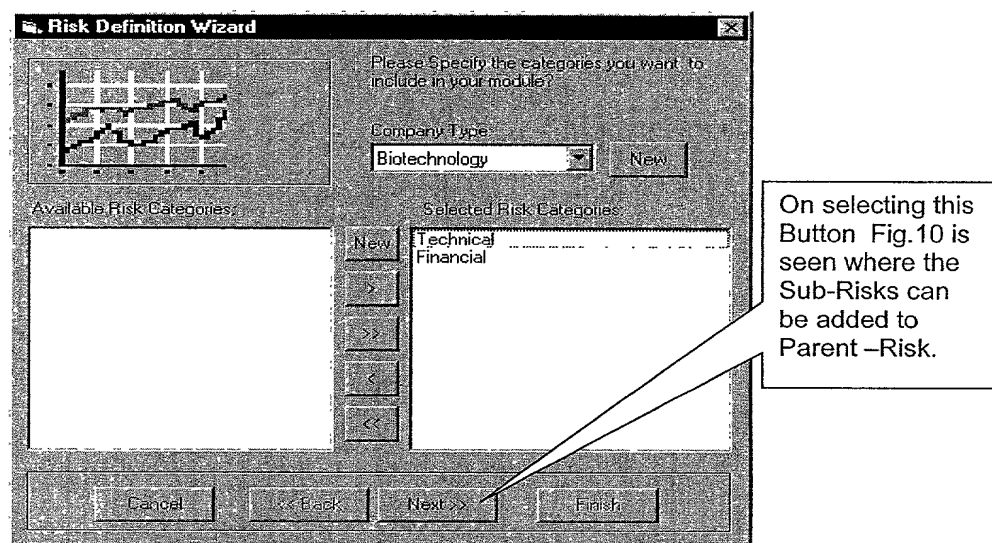 Risk Definition Wizard
Please Specify the categories you want to
include in your module?
Company Type
Biotechnology
New
Available Risk Categories:
Selected Risk Categories:
New
Technical
Financial
>
>>
<
<<
Cancel
<< Back
Next >>
Finish
On selecting this
Button Fig.10 is
seen where the
Sub-Risks can
be added to
Parent –Risk.